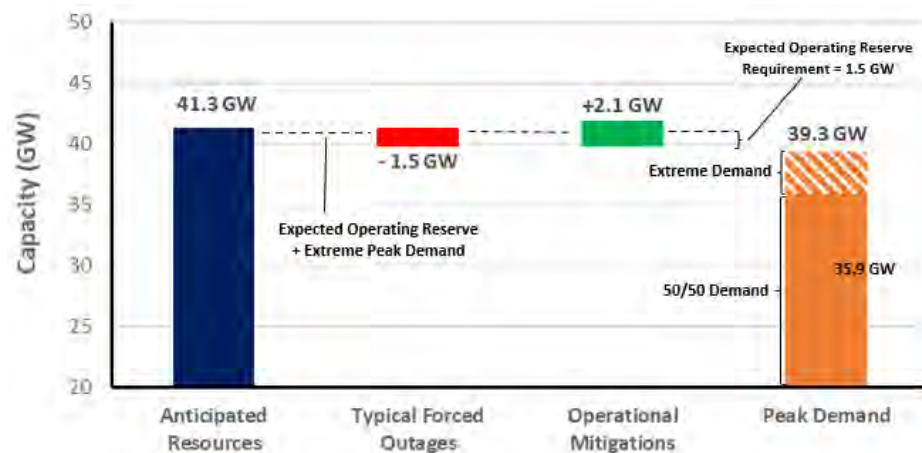 50
45
40
35
30
25
20
Capacity (GW)
41.3 GW
- 1.5 GW
+2.1 GW
39.3 GW
35.9 GW
Expected Operating Reserve
Requirement = 1.5 GW
Extreme Demand
Expected Operating Reserve
+ Extreme Peak Demand
50/50 Demand
Anticipated
Resources
Typical Forced
Outages
Operational
Mitigations
Peak Demand